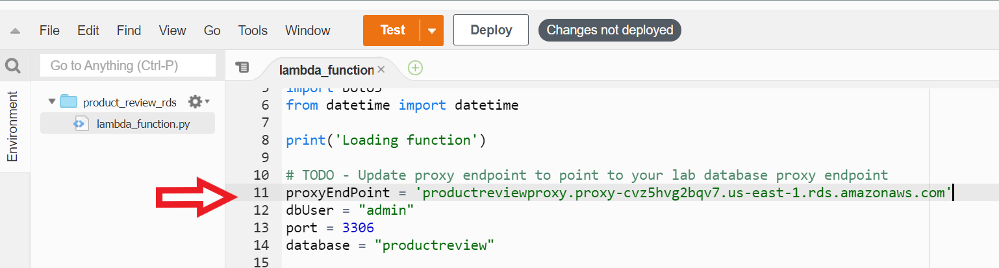 File Edit Find View Go Tools Window Test Deploy Changes not deployed
Go to Anything (Ctrl-P)
lambda_function
Environment
product_review_rds
lambda_function.py
5 import boto3
6 from datetime import datetime
7
8 print('Loading function')
9
10 # TODO - Update proxy endpoint to point to your lab database proxy endpoint
11 proxyEndPoint = 'productreviewproxy.proxy-cvz5hvg2bqv7.us-east-1.rds.amazonaws.com'
12 dbUser = "admin"
13 port = 3306
14 database = "productreview"
15